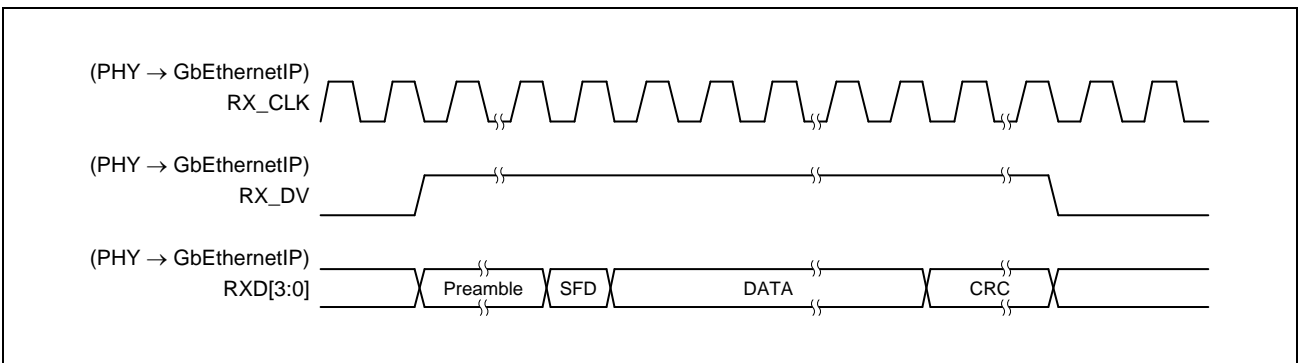 (PHY → GbEthernetIP)
RX_CLK
(PHY → GbEthernetIP)
RX_DV
(PHY → GbEthernetIP)
RXD[3:0]
Preamble SFD DATA CRC